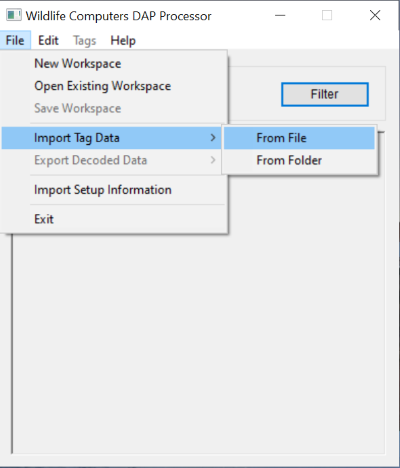 Wildlife Computers DAP Processor
File Edit Tags Help
New Workspace
Open Existing Workspace
Filter
Save Workspace
Import Tag Data
From File
Export Decoded Data
From Folder
Import Setup Information
Exit